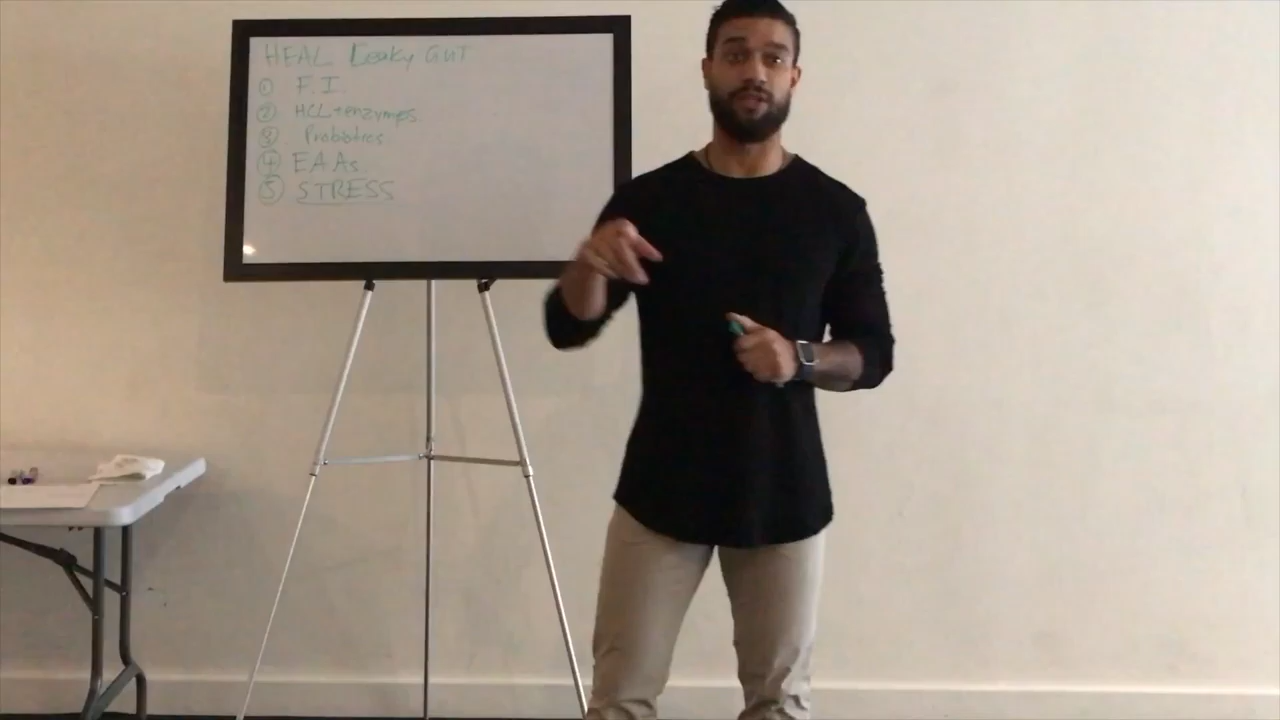 HEAL Leaky GUT
① F.I.
② HCL+enzymes
③ Probiotics
④ EAAs
⑤ STRESS